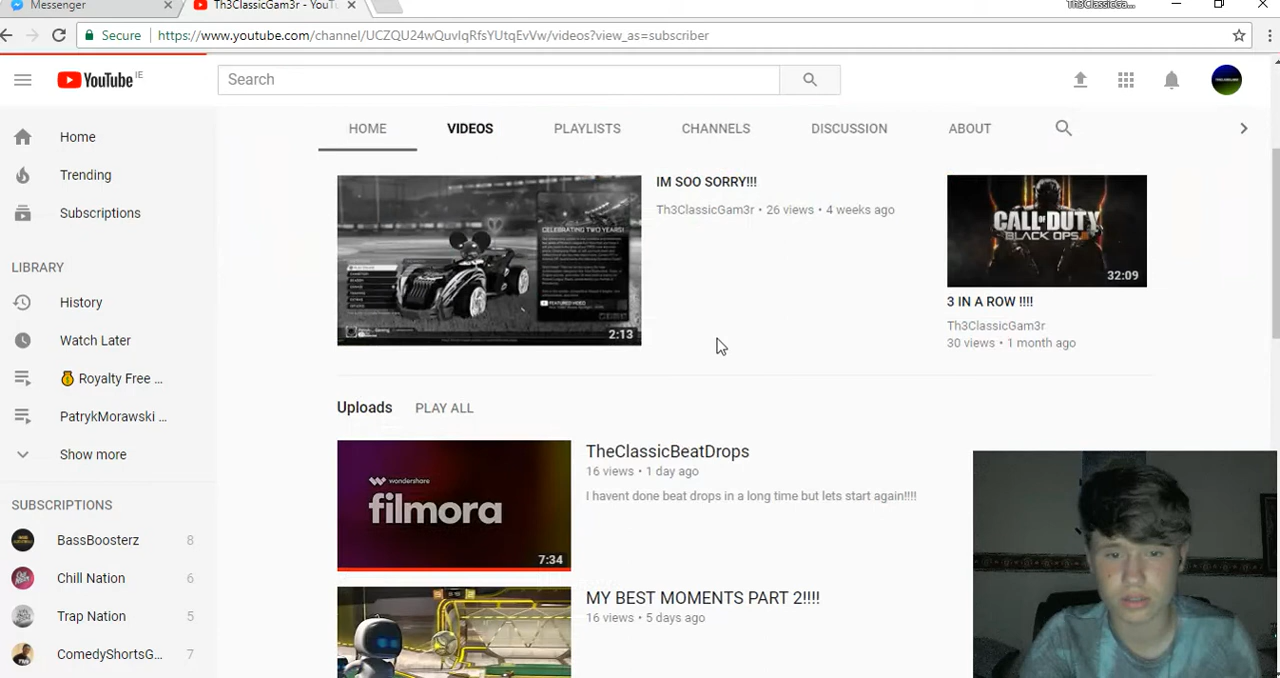 Messenger
Th3ClassicGam3r - YouTu
Th3ClassicGa...
Secure
https://www.youtube.com/channel/UCZQU24wQuvIqRfsYUtqEvVw/videos?view_as=subscriber
YouTube IE
Search
HOME VIDEOS PLAYLISTS CHANNELS DISCUSSION ABOUT
Home
Trending
Subscriptions
LIBRARY
History
Watch Later
Royalty Free ...
PatrykMorawski ...
Show more
SUBSCRIPTIONS
BassBoosterz 8
Chill Nation 6
Trap Nation 5
ComedyShortsG... 7
CELEBRATING TWO YEARS!
2:13
IM SOO SORRY!!!
Th3ClassicGam3r • 26 views • 4 weeks ago
CALL OF DUTY
BLACK OPS III
32:09
3 IN A ROW !!!!
Th3ClassicGam3r
30 views • 1 month ago
Uploads PLAY ALL
wondershare
filmora
7:34
TheClassicBeatDrops
16 views • 1 day ago
I havent done beat drops in a long time but lets start again!!!!
MY BEST MOMENTS PART 2!!!!
16 views • 5 days ago